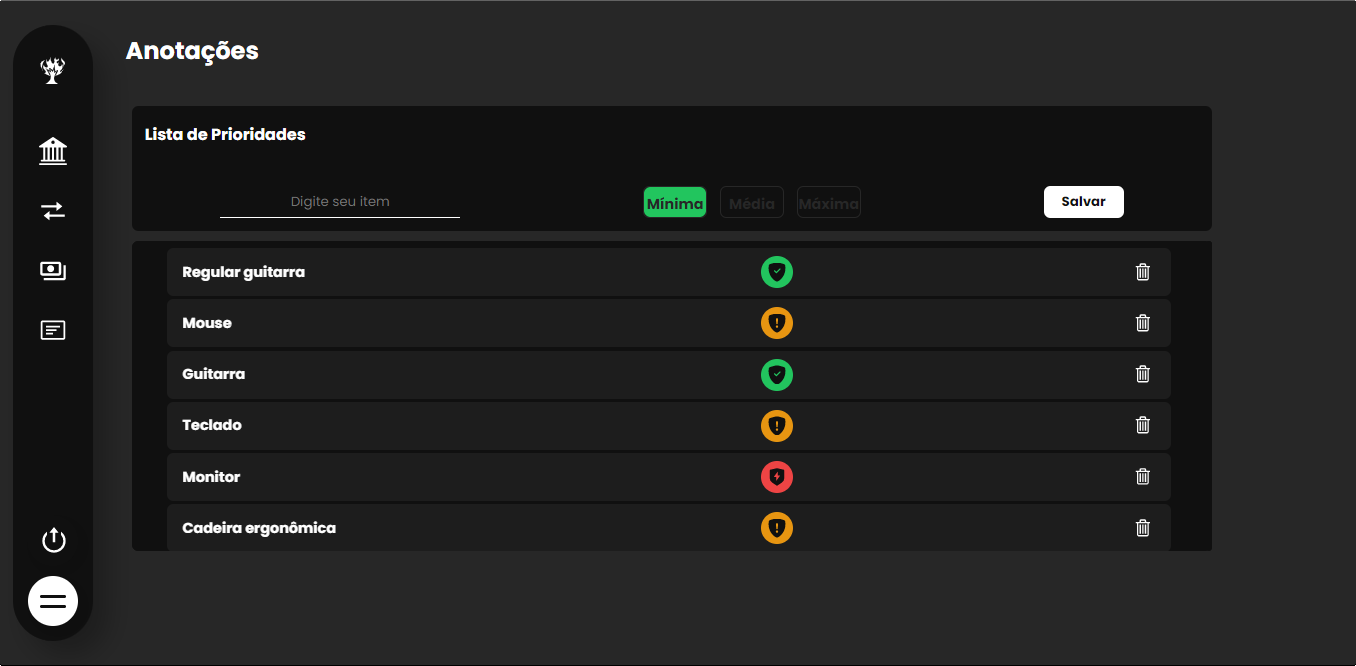 Anotações
Lista de Prioridades
Digite seu item
Mínima Média Máxima
Salvar
Regular guitarra
Mouse
Guitarra
Teclado
Monitor
Cadeira ergonômica